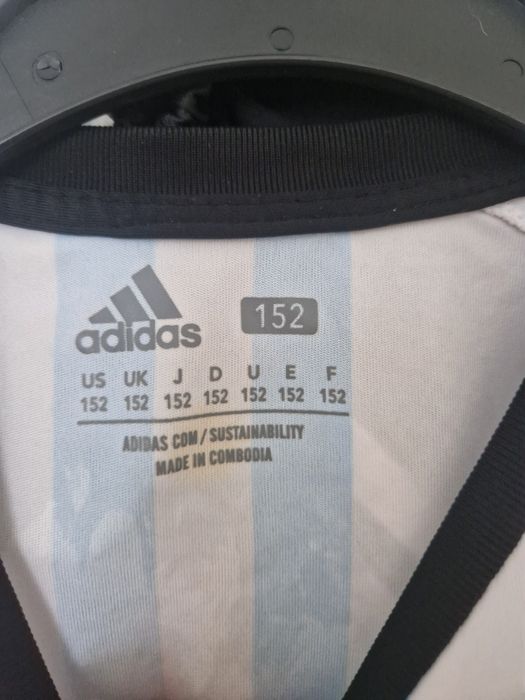 adidas
152
US UK J D U E F
152 152 152 152 152 152 152
ADIDAS COM / SUSTAINABILITY
MADE IN COMBODIA